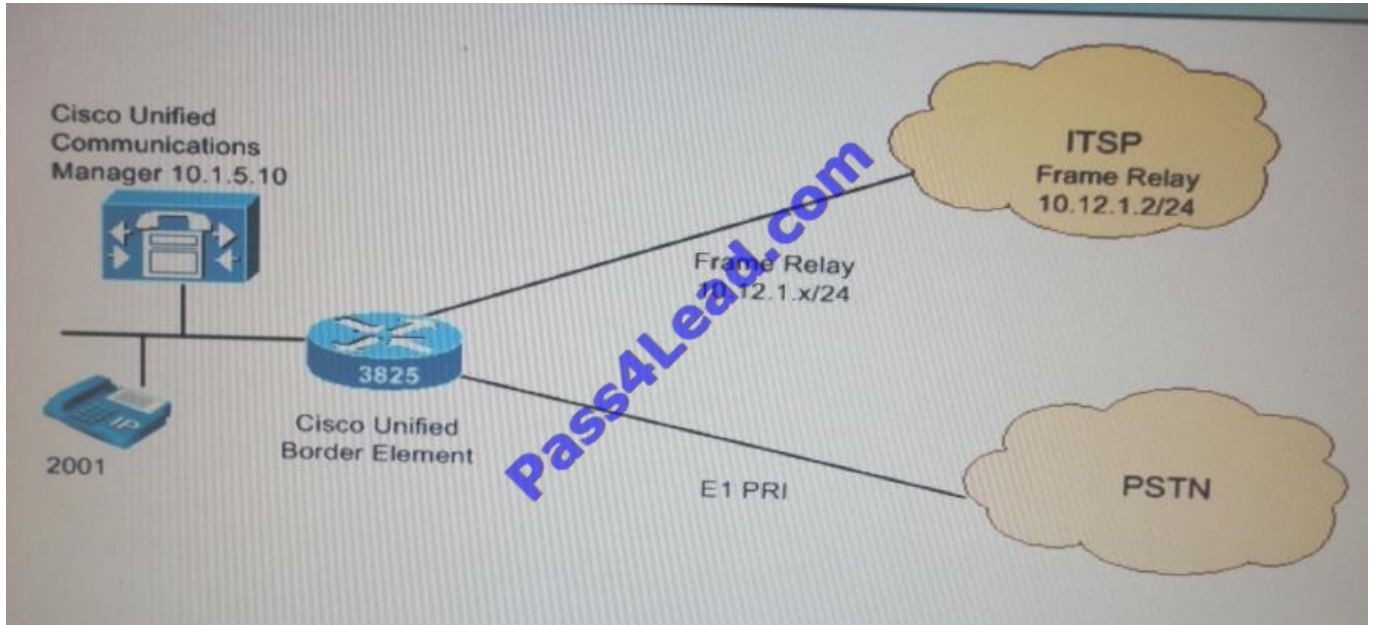 Cisco Unified
Communications
Manager 10.1.5.10
ITSP
Frame Relay
10.12.1.2/24
Frame Relay
10.12.1.x/24
3825
Cisco Unified
Border Element
IP
2001
E1 PRI
PSTN
Pass4Lead.com